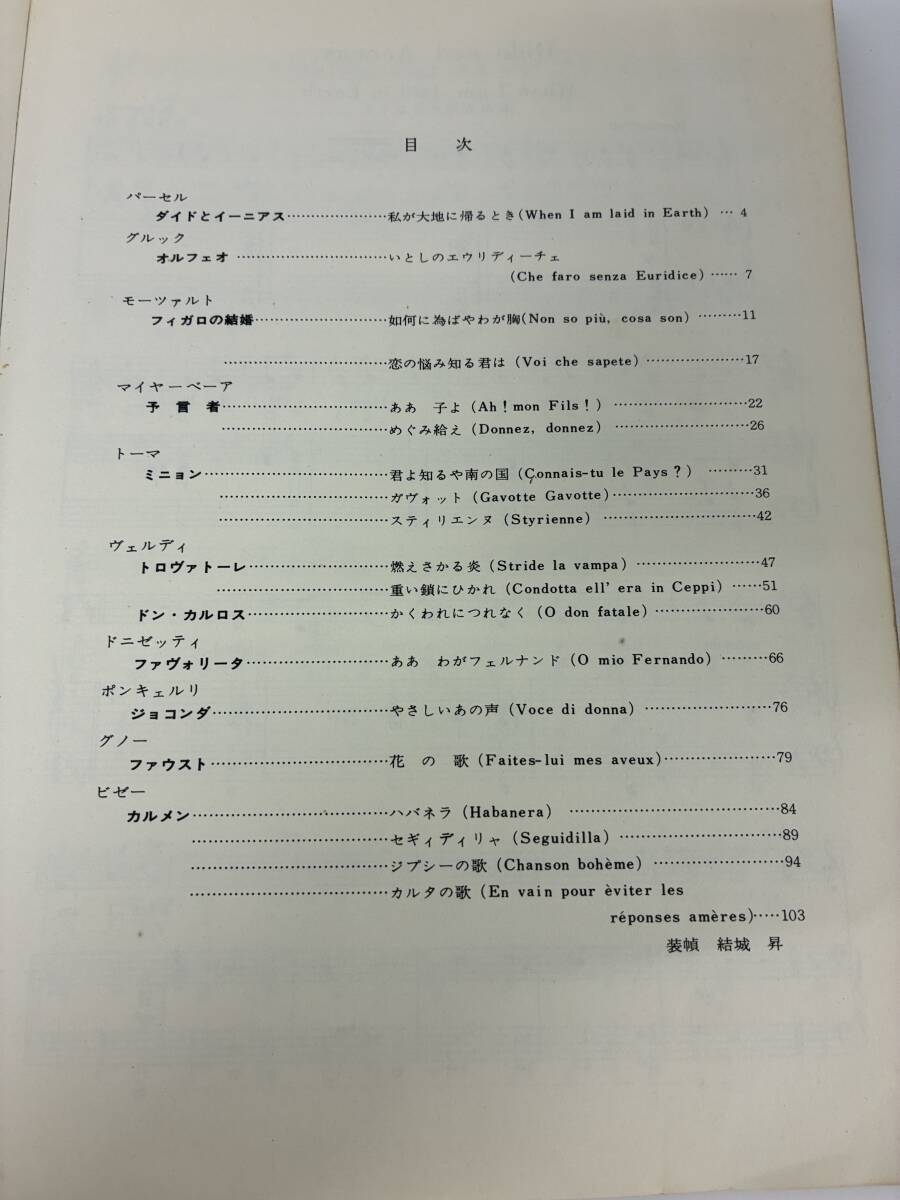 目 次
パーセル
ダイドとイーニアス…………………私が大地に帰るとき(When I am laid in Earth) … 4
グルック
オルフェオ …………………………いとしのエウリディーチェ
(Che faro senza Euridice) …… 7
モーツァルト
フィガロの結婚………………………如何に為ばやわが胸(Non so più, cosa son) ………11
……………………………恋の悩み知る君は (Voi che sapete) …………………17
マイヤーベーア
予 言 者……………………………ああ 子よ (Ah! mon Fils!) ………………………22
……………………………めぐみ給え (Donnez, donnez) ………………………26
トーマ
ミニョン………………………………君よ知るや南の国 (Çonnais-tu le Pays?) ………31
……………………………ガヴォット (Gavotte Gavotte)………………………36
……………………………スティリエンヌ (Styrienne) …………………………42
ヴェルディ
トロヴァトーレ………………………燃えさかる炎 (Stride la vampa) ……………………47
……………………………重い鎖にひかれ (Condotta ell' era in Ceppi) ……51
ドン・カルロス………………………かくわれにつれなく (O don fatale) …………………60
ドニゼッティ
ファヴォリータ………………………ああ わがフェルナンド (O mio Fernando) ………66
ポンキェルリ
ジョコンダ……………………………やさしいあの声 (Voce di donna) ……………………76
グノー
ファウスト……………………………花 の 歌 (Faites-lui mes aveux)…………………79
ビゼー
カルメン………………………………ハバネラ (Habanera) …………………………………84
……………………………セギィディリャ (Seguidilla) …………………………89
……………………………ジプシーの歌 (Chanson bohème) ……………………94
……………………………カルタの歌 (En vain pour èviter les
réponses amères)……103
装幀 結城 昇